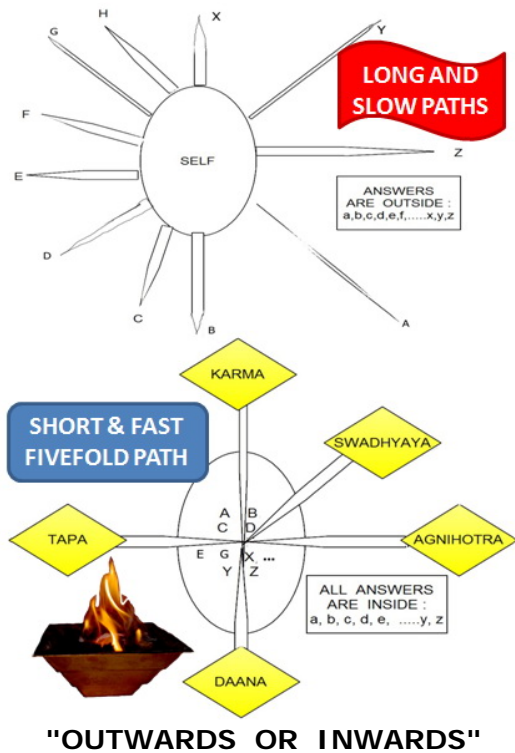 H
X
G
Y
LONG AND
SLOW PATHS
F
SELF
Z
E
ANSWERS
ARE OUTSIDE :
a,b,c,d,e,f,.....x,y,z
D
C
B
A
KARMA
SHORT & FAST
FIVEFOLD PATH
SWADHYAYA
A B
C D
TAPA
AGNIHOTRA
E G X ...
Y Z
ALL ANSWERS
ARE INSIDE :
a, b, c, d, e, .....y, z
DAANA
"OUTWARDS OR INWARDS"